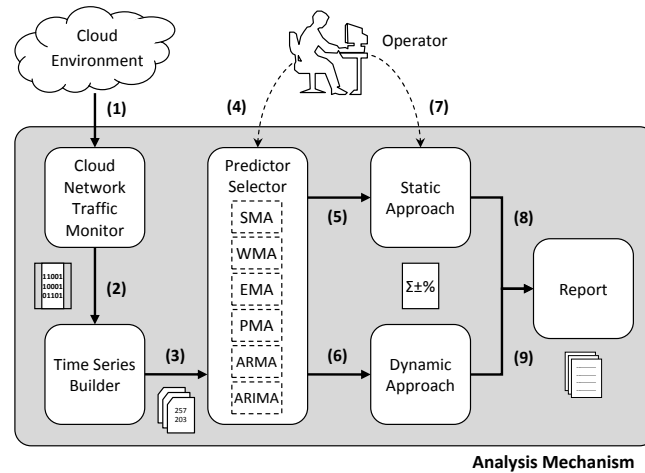 Cloud
Environment
Operator
(1)
(4)
(7)
Cloud
Network
Traffic
Monitor
Predictor
Selector
SMA
WMA
EMA
PMA
ARMA
ARIMA
Static
Approach
(5)
(8)
(2)
11001
10001
01101
Σ±%
Report
Time Series
Builder
(3)
257
203
(6)
Dynamic
Approach
(9)
Analysis Mechanism